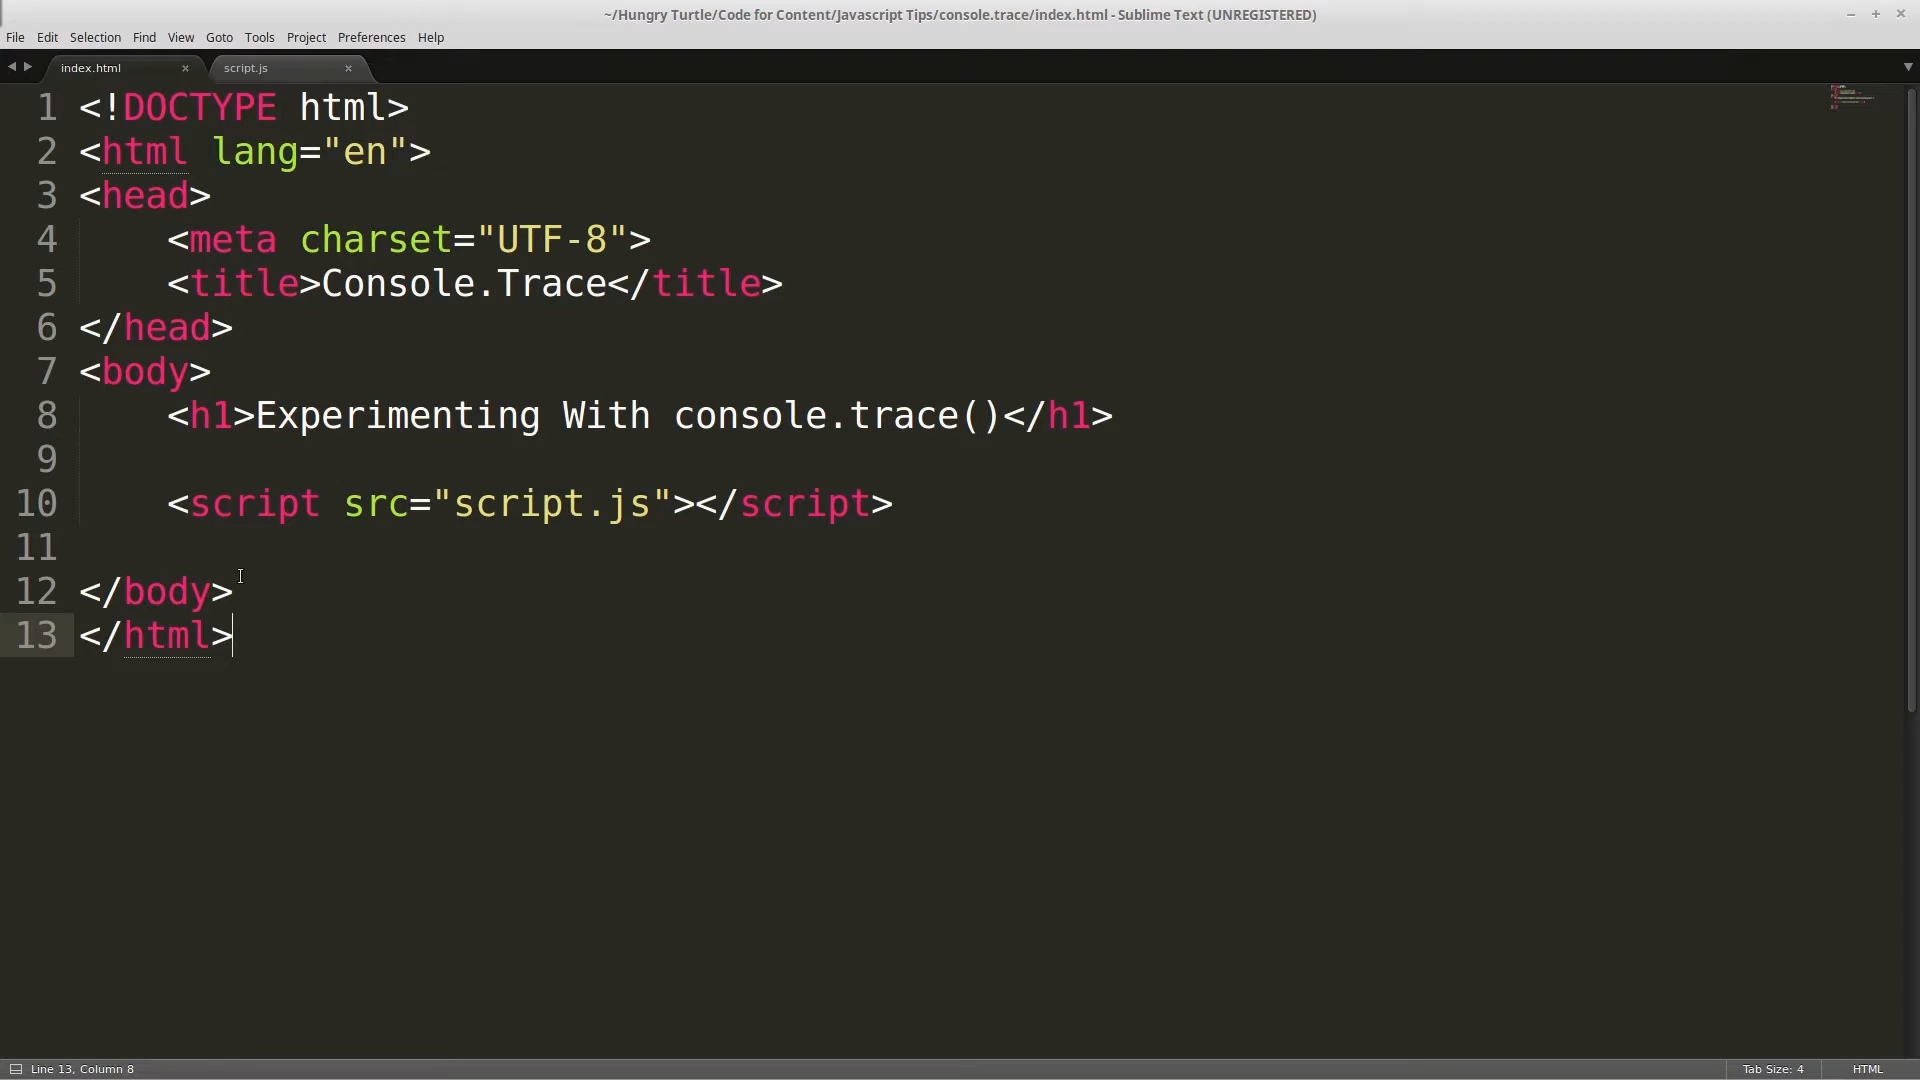 ~/Hungry Turtle/Code for Content/Javascript Tips/console.trace/index.html - Sublime Text (UNREGISTERED)
File Edit Selection Find View Goto Tools Project Preferences Help
index.html script.js
1 <!DOCTYPE html>
2 <html lang="en">
3 <head>
4     <meta charset="UTF-8">
5     <title>Console.Trace</title>
6 </head>
7 <body>
8     <h1>Experimenting With console.trace()</h1>
9
10     <script src="script.js"></script>
11
12 </body>
13 </html>
Line 13, Column 8 Tab Size: 4 HTML